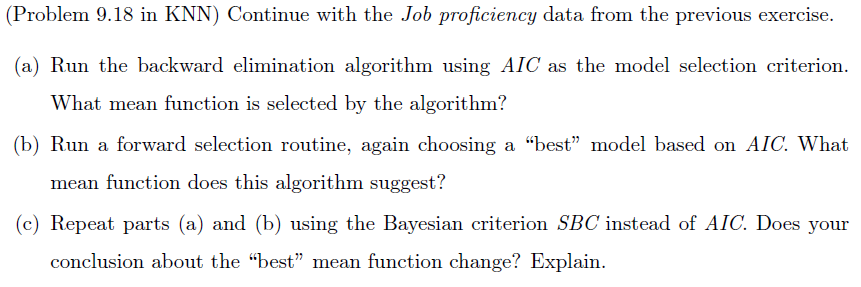 (Problem 9.18 in KNN) Continue with the Job proficiency data from the previous exercise.
(a) Run the backward elimination algorithm using AIC as the model selection criterion.
What mean function is selected by the algorithm?
(b) Run a forward selection routine, again choosing a “best” model based on AIC. What
mean function does this algorithm suggest?
(c) Repeat parts (a) and (b) using the Bayesian criterion SBC instead of AIC. Does your
conclusion about the “best” mean function change? Explain.